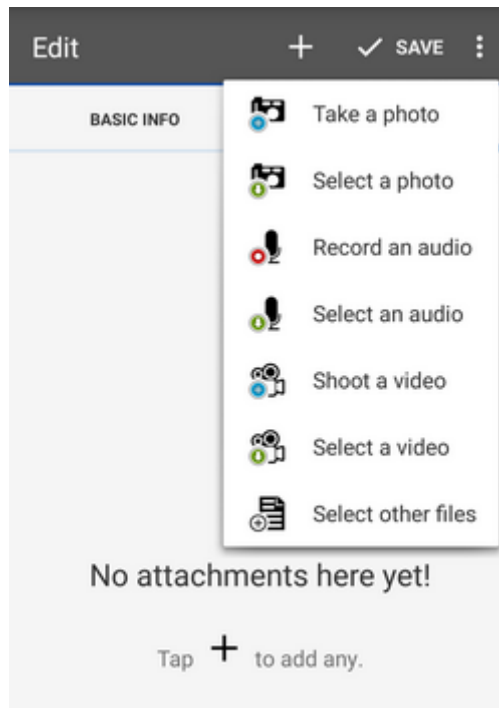 Edit
SAVE
BASIC INFO
Take a photo
Select a photo
Record an audio
Select an audio
Shoot a video
Select a video
Select other files
No attachments here yet!
Tap + to add any.